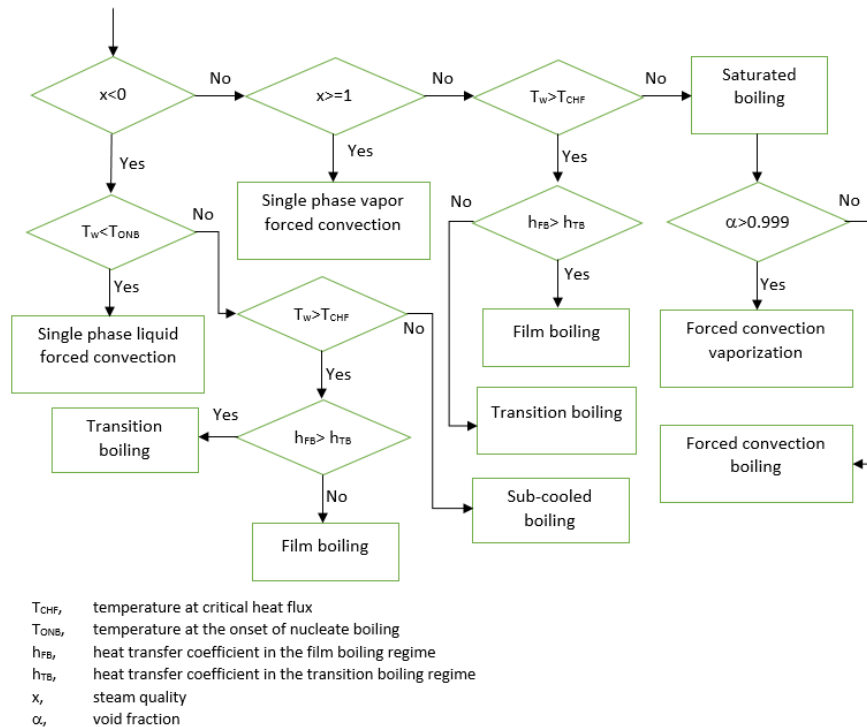 x<0
No
x>=1
No
Tw>TCHF
No
Saturated
boiling
Yes
Yes
Yes
Single phase vapor
forced convection
Tw<TONB
No
No
hFB> hTB
α>0.999
No
Yes
Yes
Yes
Single phase liquid
forced convection
Tw>TCHF
No
Film boiling
Forced convection
vaporization
Yes
Transition
boiling
Yes
hFB> hTB
Transition boiling
Forced convection
boiling
No
Sub-cooled
boiling
Film boiling
TCHF, temperature at critical heat flux
TONB, temperature at the onset of nucleate boiling
hFB, heat transfer coefficient in the film boiling regime
hTB, heat transfer coefficient in the transition boiling regime
x, steam quality
α, void fraction